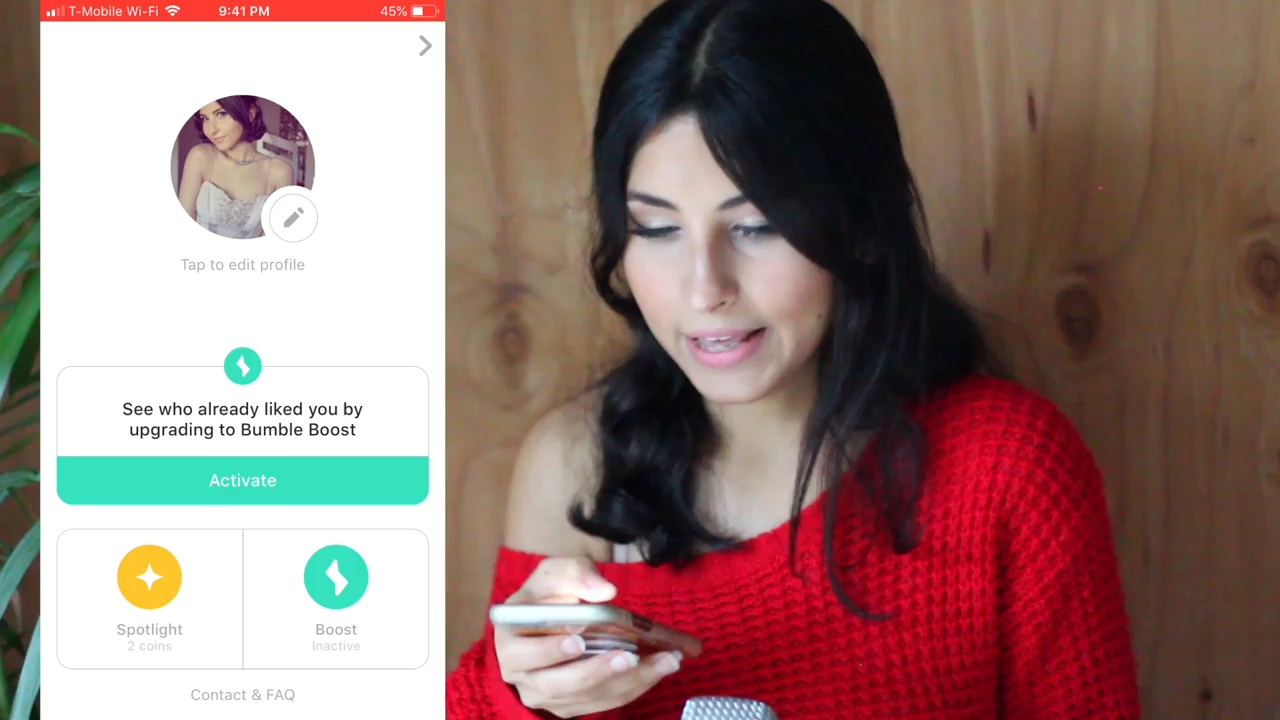 T-Mobile Wi-Fi
9:41 PM
45%
Tap to edit profile
See who already liked you by
upgrading to Bumble Boost
Activate
Spotlight
2 coins
Boost
Inactive
Contact & FAQ